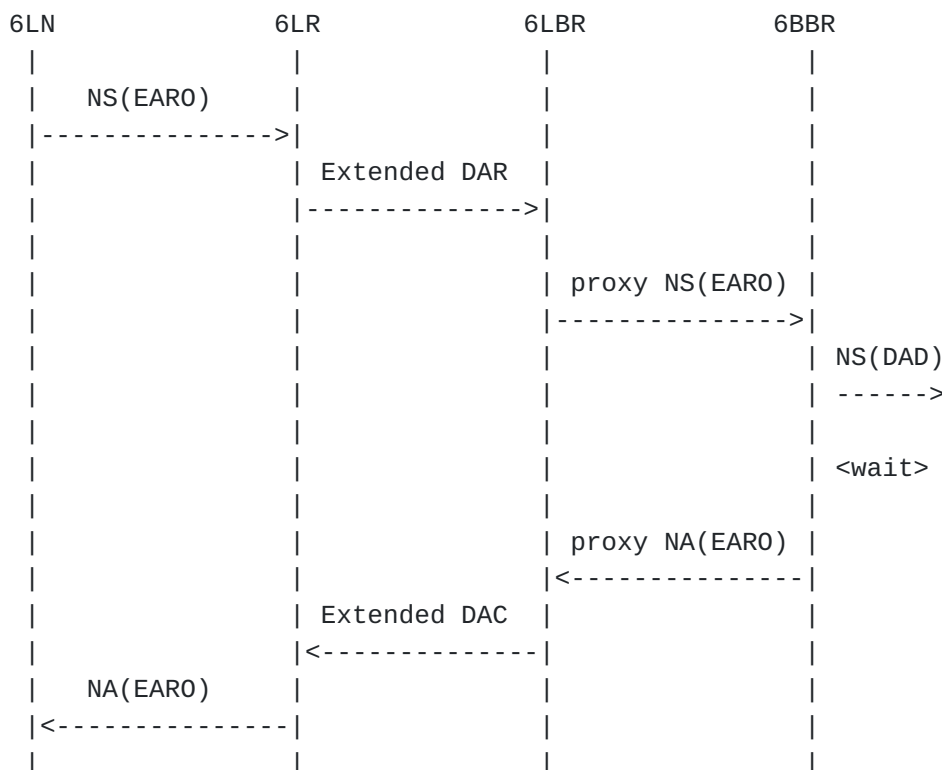 6LN 6LR 6LBR 6BBR
NS(EARO)
Extended DAR
proxy NS(EARO)
NS(DAD)
<wait>
proxy NA(EARO)
Extended DAC
NA(EARO)